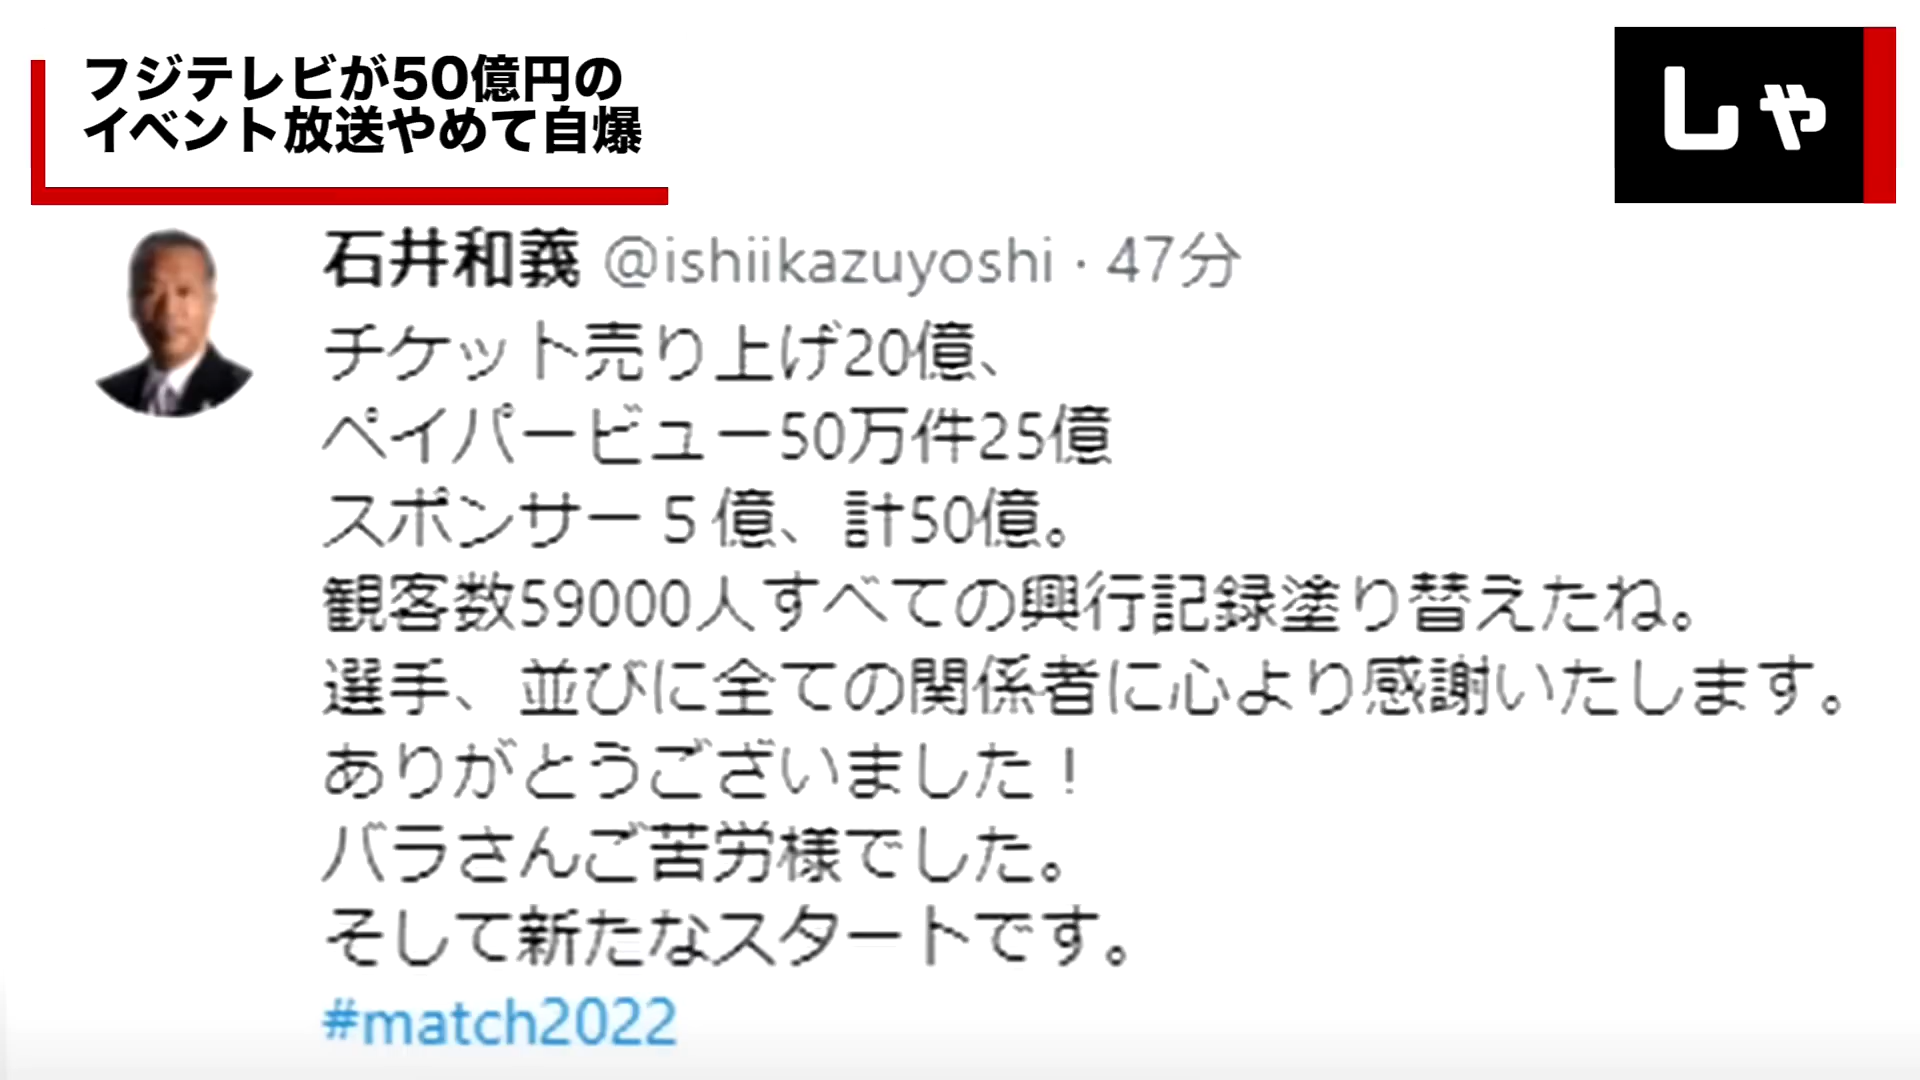 フジテレビが50億円の
イベント放送やめて自爆
しゃ
石井和義 @ishiikazuyoshi · 47分
チケット売り上げ20億、
ペイパービュー50万件25億
スポンサー５億、計50億。
観客数59000人すべての興行記録塗り替えたね。
選手、並びに全ての関係者に心より感謝いたします。
ありがとうございました！
バラさんご苦労様でした。
そして新たなスタートです。
#match2022